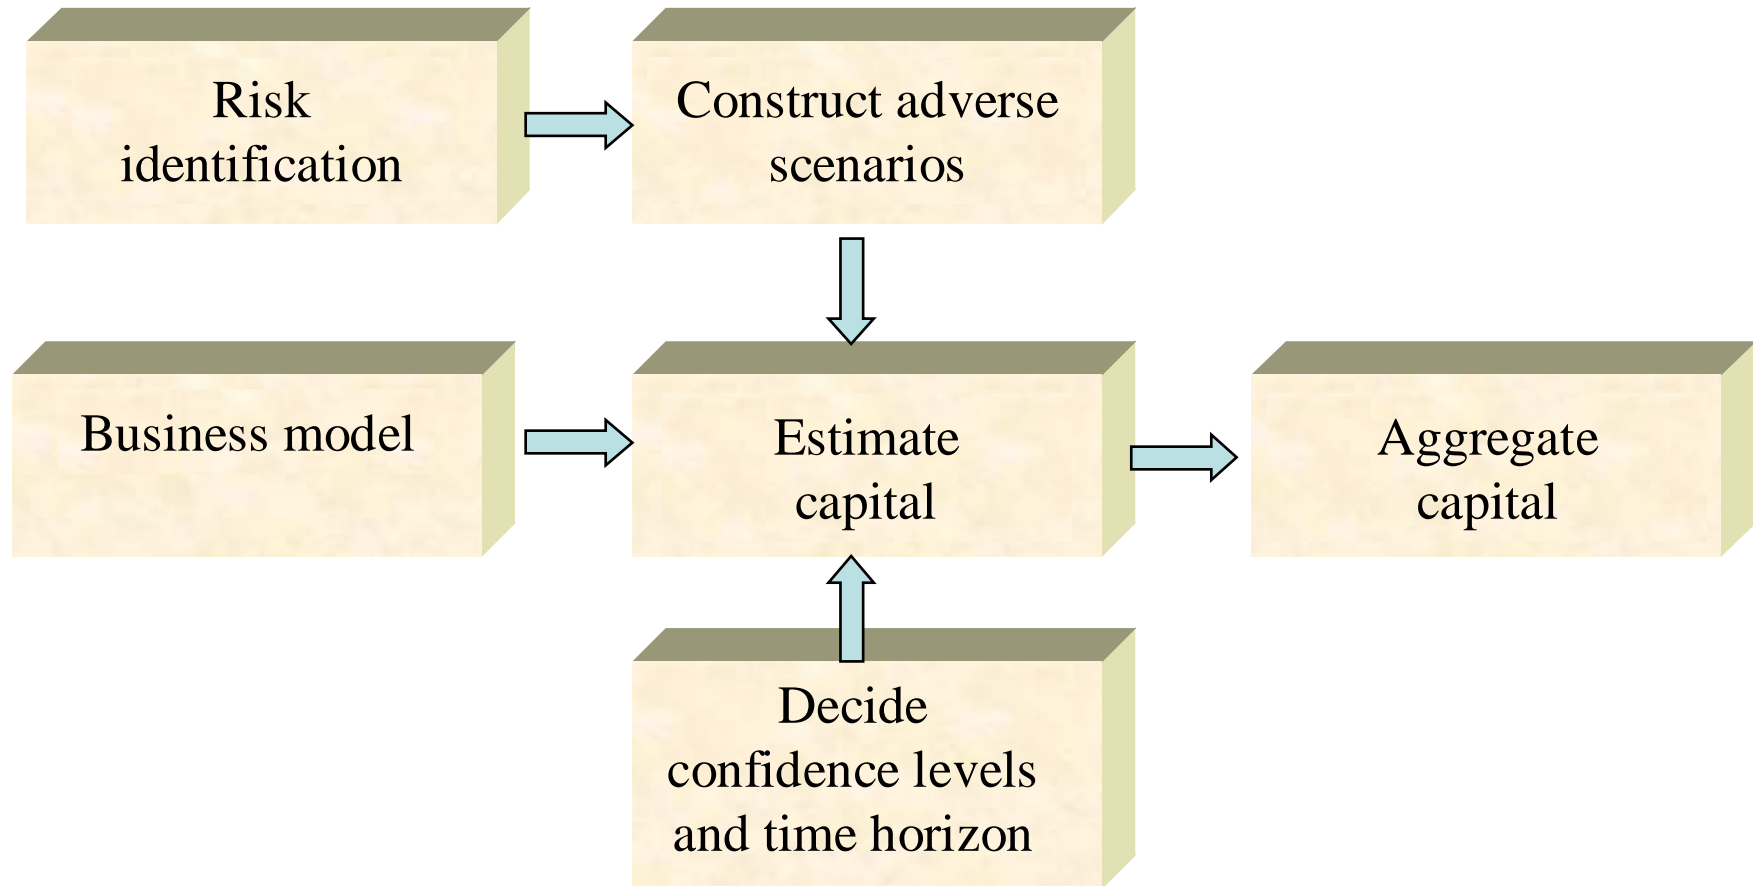 Risk
identification
Construct adverse
scenarios
Business model
Estimate
capital
Aggregate
capital
Decide
confidence levels
and time horizon